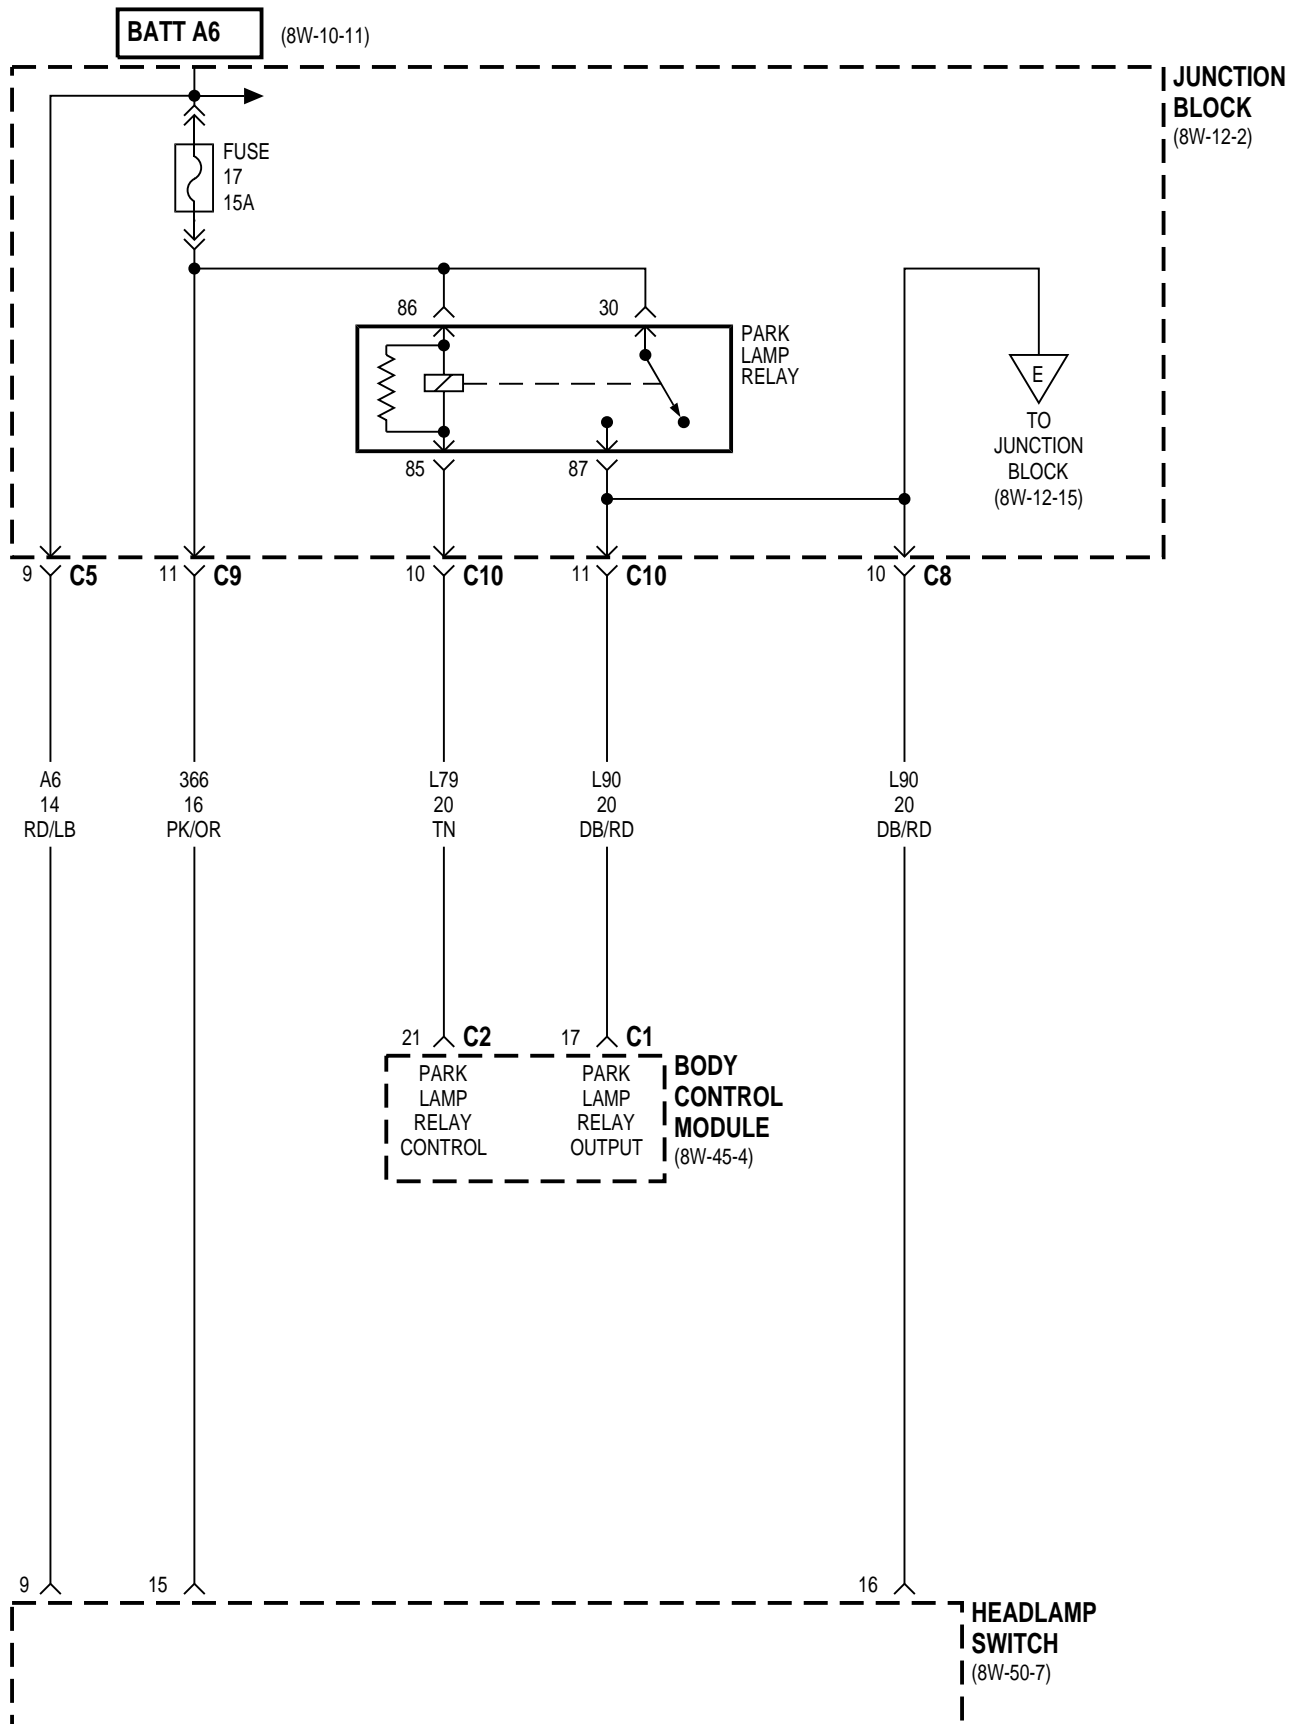 BATT A6
(8W-10-11)
JUNCTION
BLOCK
(8W-12-2)
FUSE
17
15A
86
30
PARK
LAMP
RELAY
E
TO
JUNCTION
BLOCK
(8W-12-15)
85
87
9 C5
11 C9
10 C10
11 C10
10 C8
A6
14
RD/LB
366
16
PK/OR
L79
20
TN
L90
20
DB/RD
L90
20
DB/RD
21 C2
17 C1
PARK
LAMP
RELAY
CONTROL
PARK
LAMP
RELAY
OUTPUT
BODY
CONTROL
MODULE
(8W-45-4)
9
15
16
HEADLAMP
SWITCH
(8W-50-7)